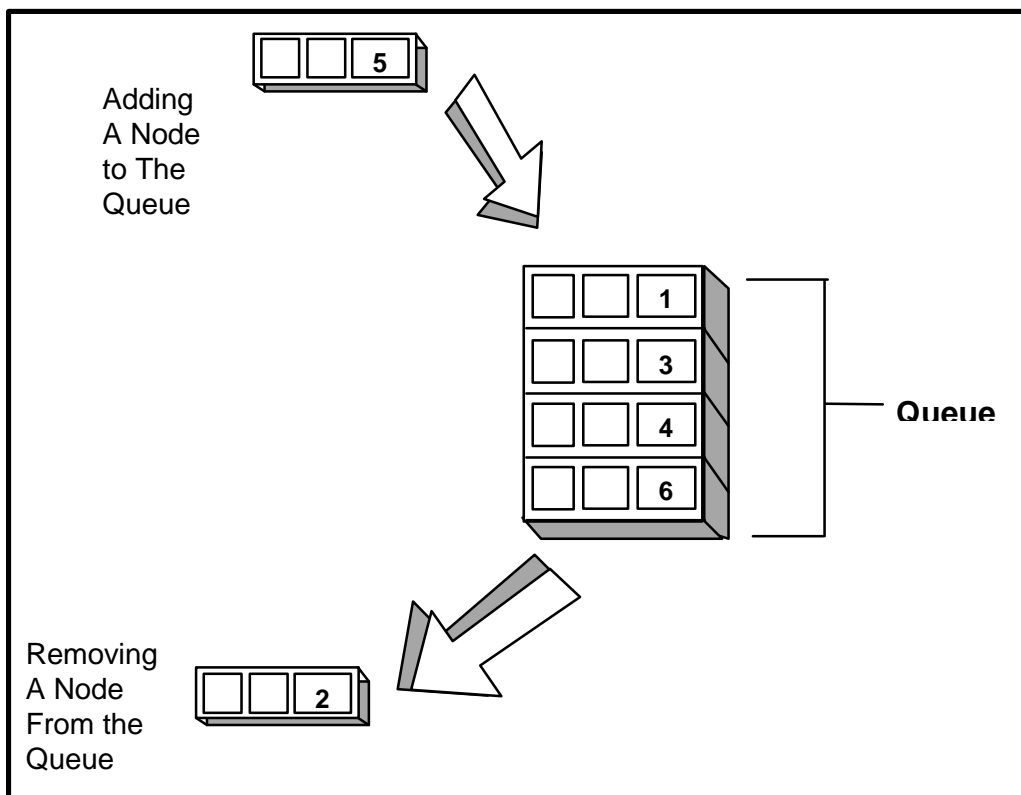 5
Adding
A Node
to The
Queue
1
3
4
6
Queue
Removing
A Node
From the
Queue
2